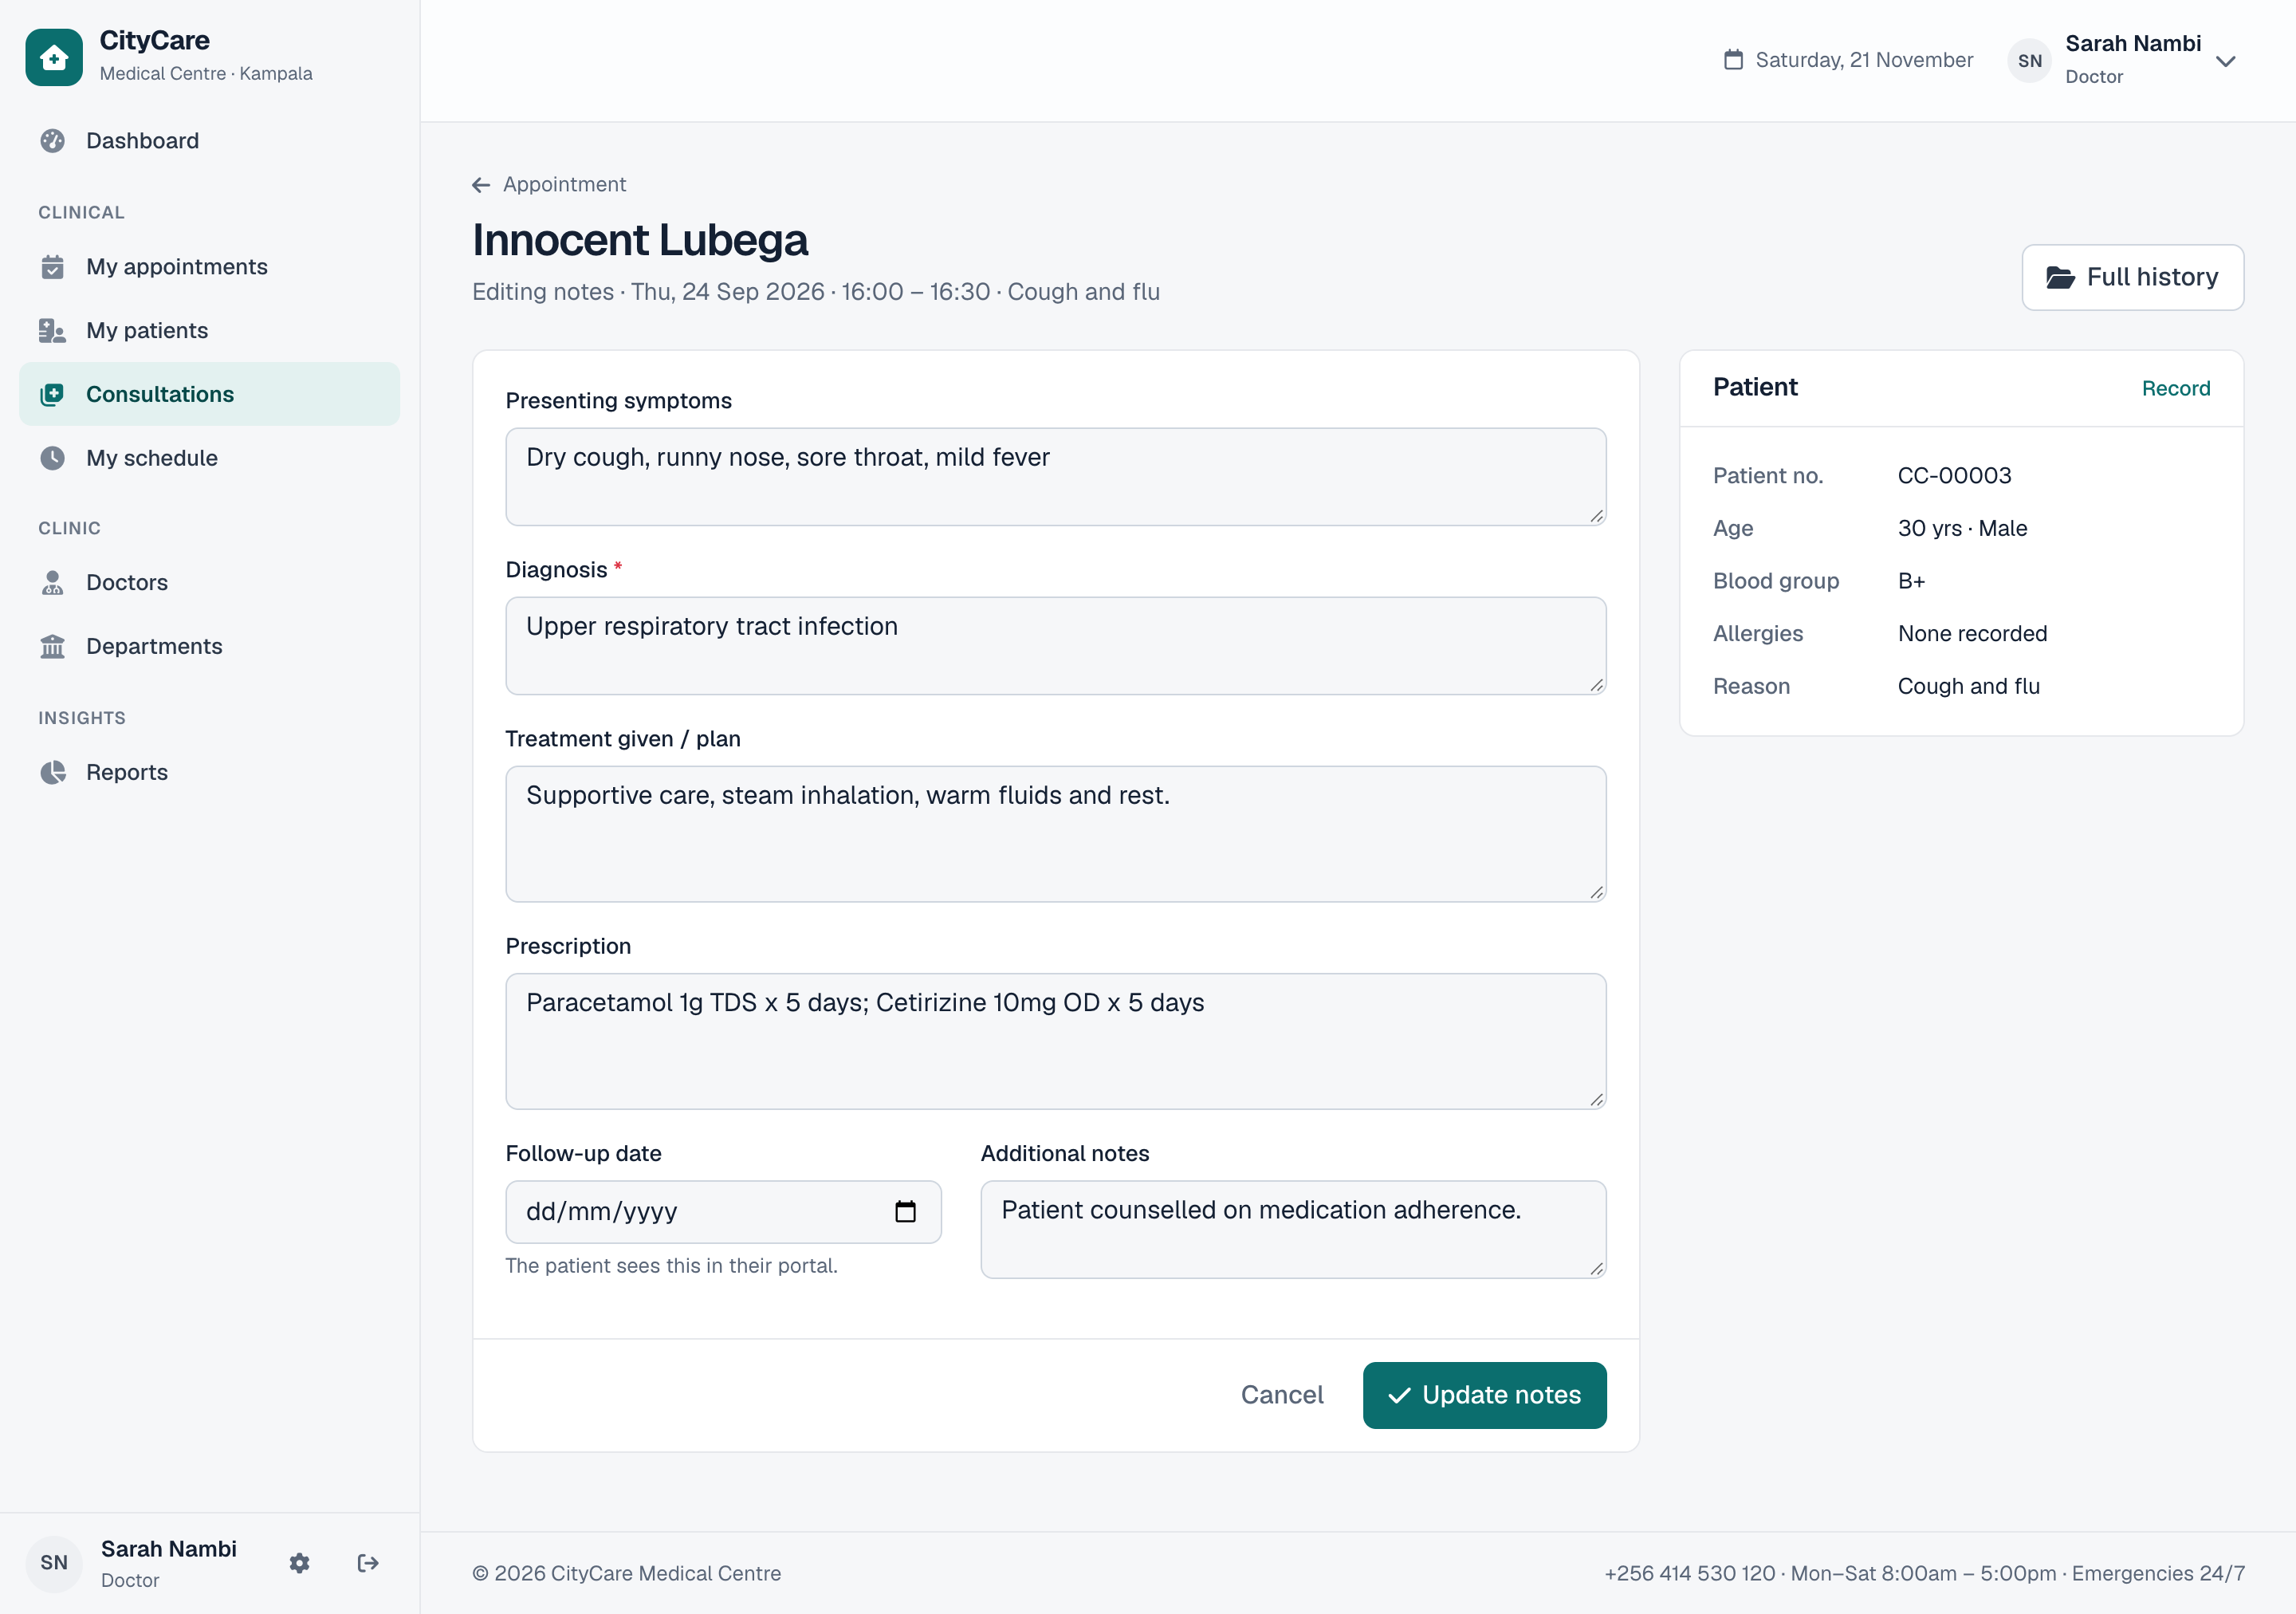 CityCare
Medical Centre · Kampala
Dashboard
CLINICAL
My appointments
My patients
Consultations
My schedule
CLINIC
Doctors
Departments
INSIGHTS
Reports
SN
Sarah Nambi
Doctor
Saturday, 21 November
SN
Sarah Nambi
Doctor
Appointment
Innocent Lubega
Editing notes · Thu, 24 Sep 2026 · 16:00 – 16:30 · Cough and flu
Full history
Presenting symptoms
Dry cough, runny nose, sore throat, mild fever
Diagnosis *
Upper respiratory tract infection
Treatment given / plan
Supportive care, steam inhalation, warm fluids and rest.
Prescription
Paracetamol 1g TDS x 5 days; Cetirizine 10mg OD x 5 days
Follow-up date
dd/mm/yyyy
The patient sees this in their portal.
Additional notes
Patient counselled on medication adherence.
Cancel
Update notes
Patient
Record
Patient no. CC-00003
Age 30 yrs · Male
Blood group B+
Allergies None recorded
Reason Cough and flu
© 2026 CityCare Medical Centre
+256 414 530 120 · Mon–Sat 8:00am – 5:00pm · Emergencies 24/7